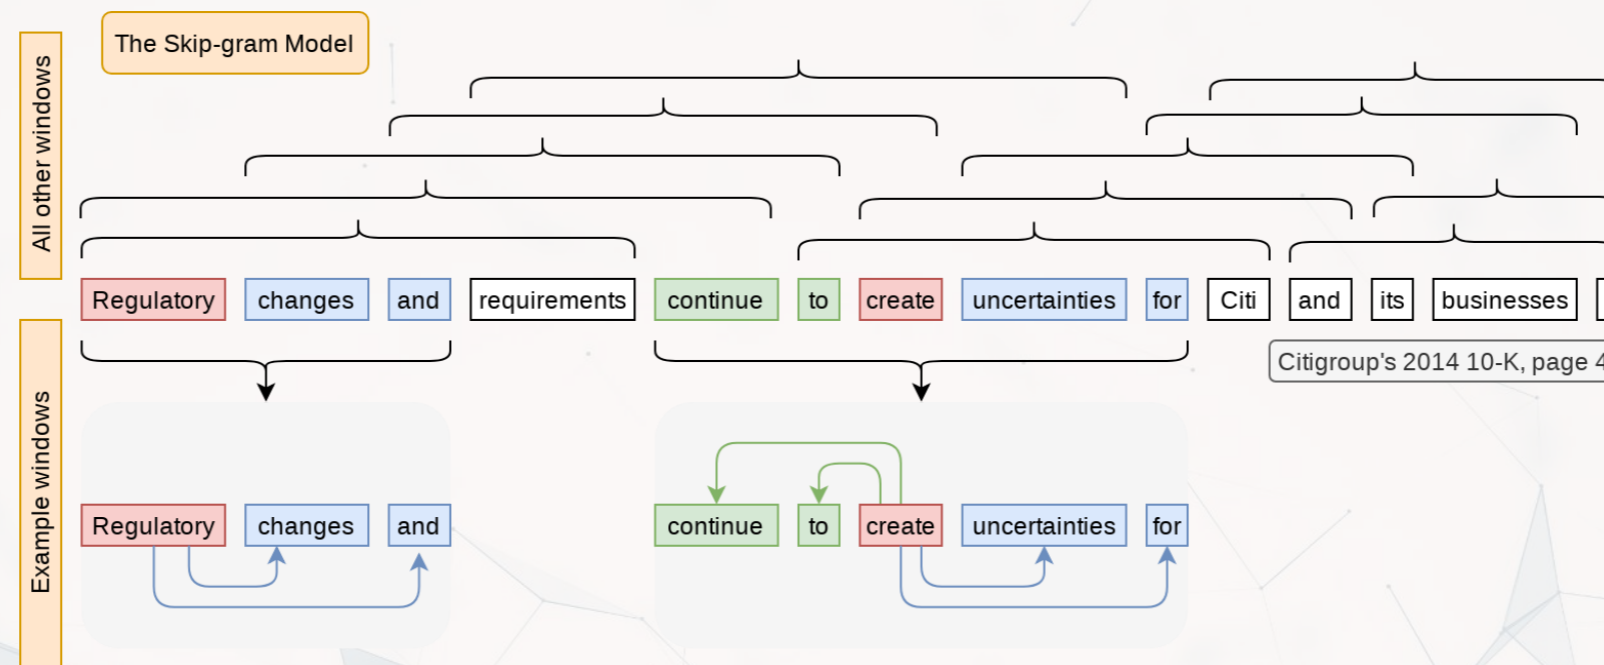 The Skip-gram Model
All other windows
Regulatory changes and requirements continue to create uncertainties for Citi and its businesses
Citigroup's 2014 10-K, page 4
Example windows
Regulatory changes and
continue to create uncertainties for